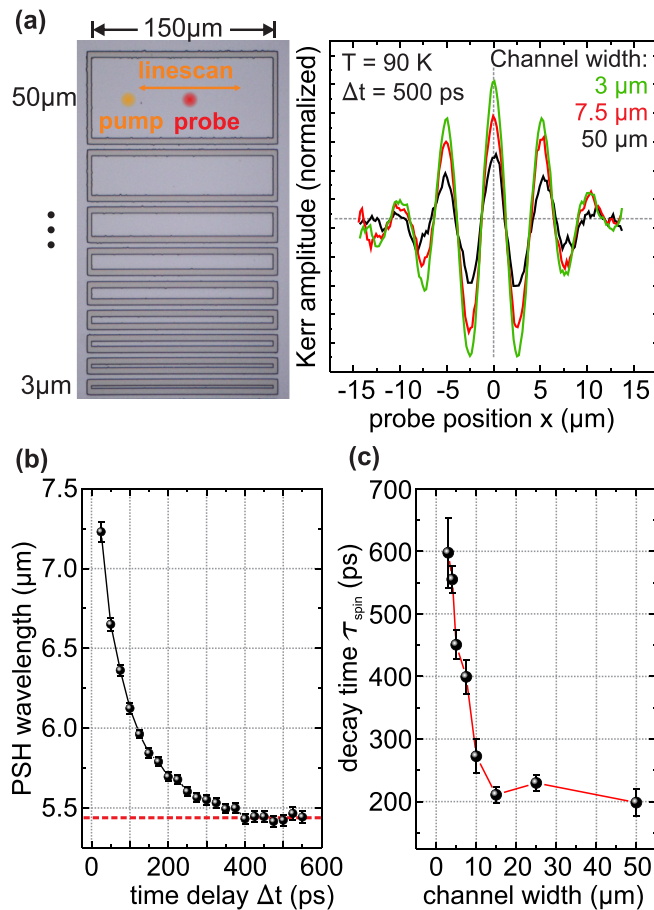 (a)
150µm
50µm
linescan
pump
probe
3µm
T = 90 K
Δt = 500 ps
Channel width:
3 µm
7.5 µm
50 µm
Kerr amplitude (normalized)
-15 -10 -5 0 5 10 15
probe position x (µm)
(b)
7.5
7.0
6.5
6.0
5.5
PSH wavelength (µm)
0 200 400 600
time delay Δt (ps)
(c)
700
600
500
400
300
200
decay time τspin (ps)
0 10 20 30 40 50
channel width (µm)